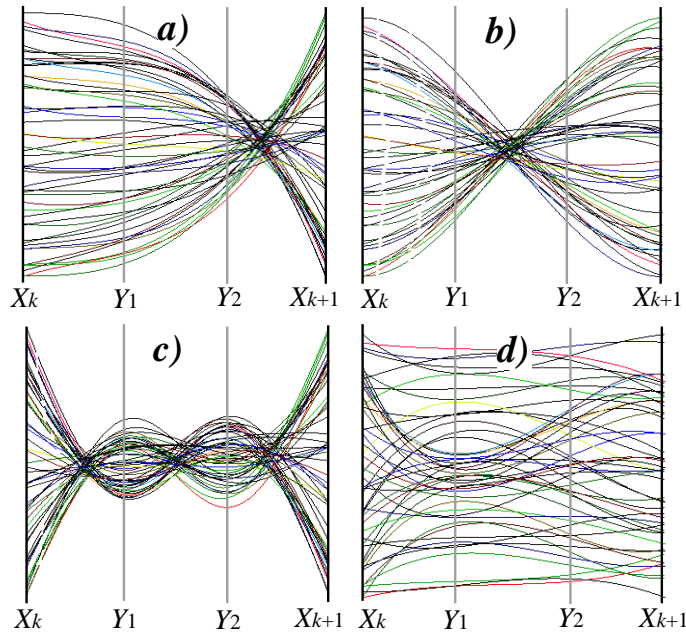 a)
b)
Xk Y1 Y2 Xk+1
Xk Y1 Y2 Xk+1
c)
d)
Xk Y1 Y2 Xk+1
Xk Y1 Y2 Xk+1